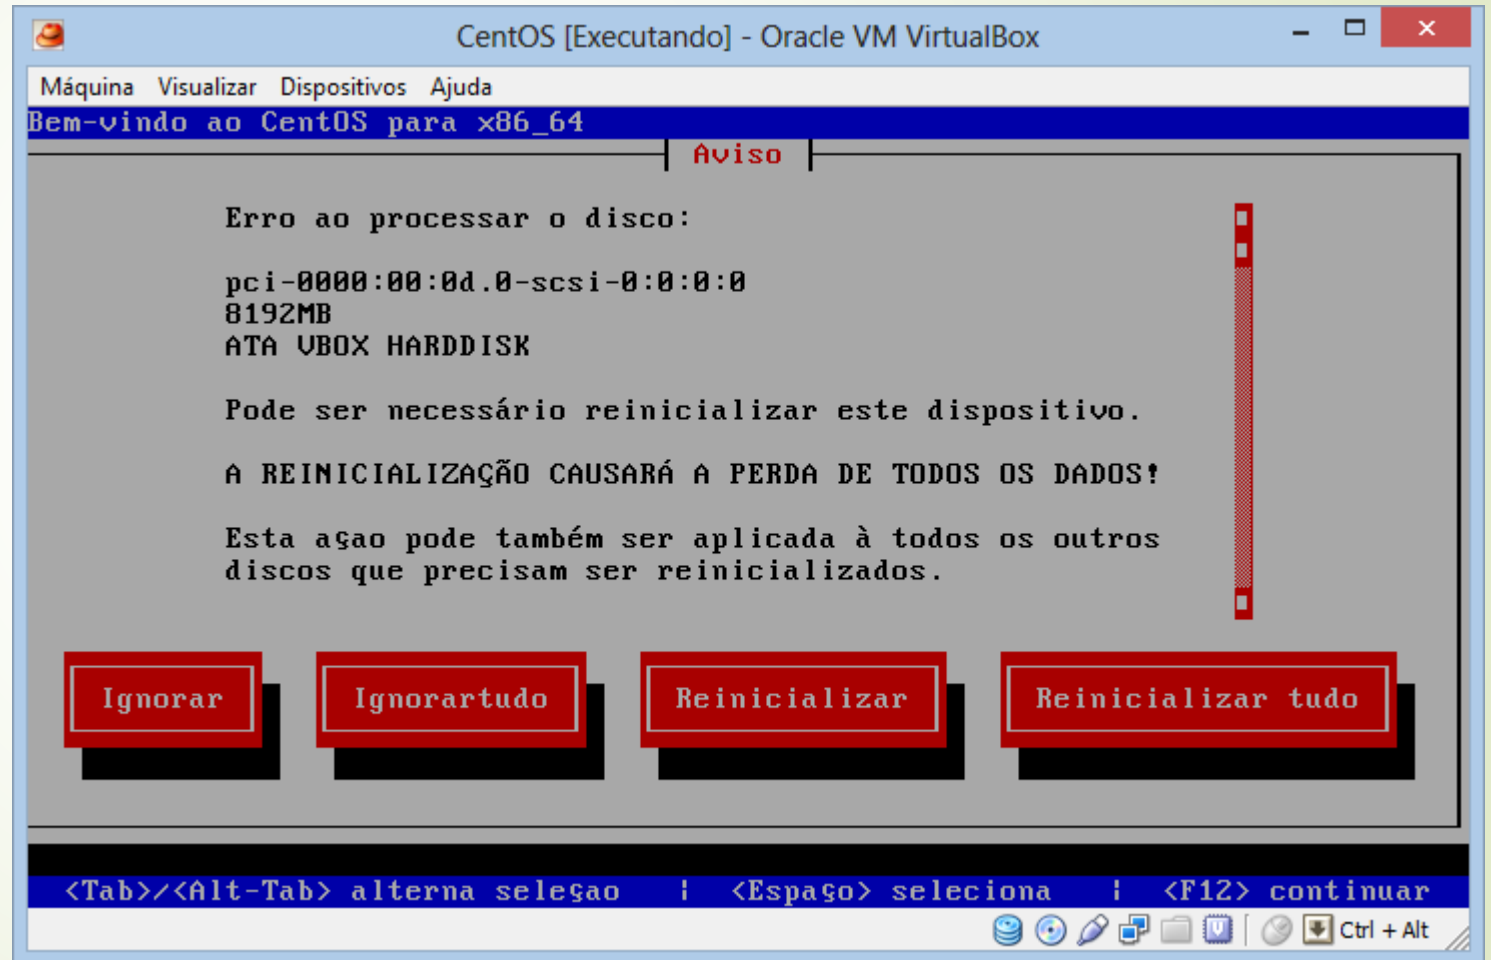 CentOS [Executando] - Oracle VM VirtualBox
Máquina Visualizar Dispositivos Ajuda
Bem-vindo ao CentOS para x86_64
Aviso
Erro ao processar o disco:
pci-0000:00:0d.0-scsi-0:0:0:0
8192MB
ATA VBOX HARDDISK
Pode ser necessário reinicializar este dispositivo.
A REINICIALIZAÇÃO CAUSARÁ A PERDA DE TODOS OS DADOS!
Esta açao pode também ser aplicada à todos os outros
discos que precisam ser reinicializados.
Ignorar Ignorartudo Reinicializar Reinicializar tudo
<Tab>/<Alt-Tab> alterna seleçao | <Espaço> seleciona | <F12> continuar
Ctrl + Alt